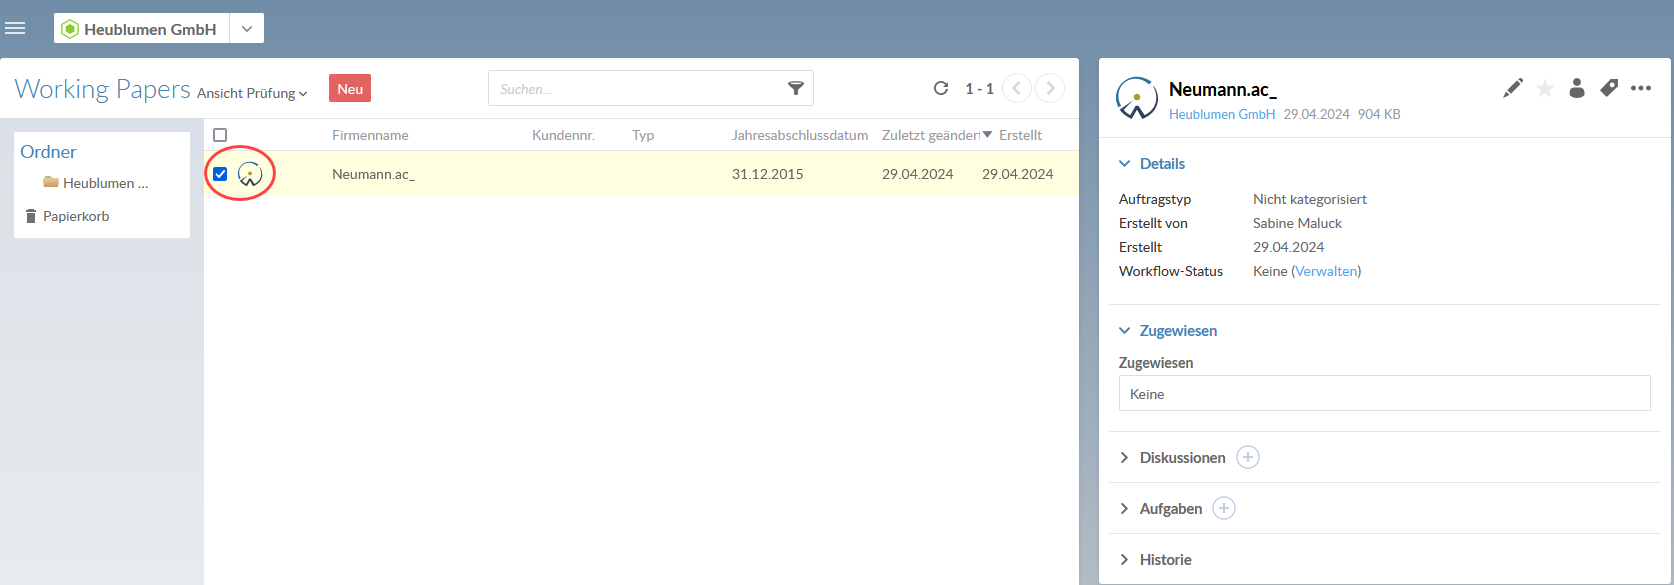 Heublumen GmbH
Working Papers Ansicht Prüfung Neu Suchen... 1 - 1
Ordner
Heublumen ...
Papierkorb
Firmenname Kundennr. Typ Jahresabschlussdatum Zuletzt geänder Erstellt
Neumann.ac_ 31.12.2015 29.04.2024 29.04.2024
Neumann.ac_
Heublumen GmbH 29.04.2024 904 KB
Details
Auftragstyp Nicht kategorisiert
Erstellt von Sabine Maluck
Erstellt 29.04.2024
Workflow-Status Keine (Verwalten)
Zugewiesen
Zugewiesen
Keine
Diskussionen
Aufgaben
Historie